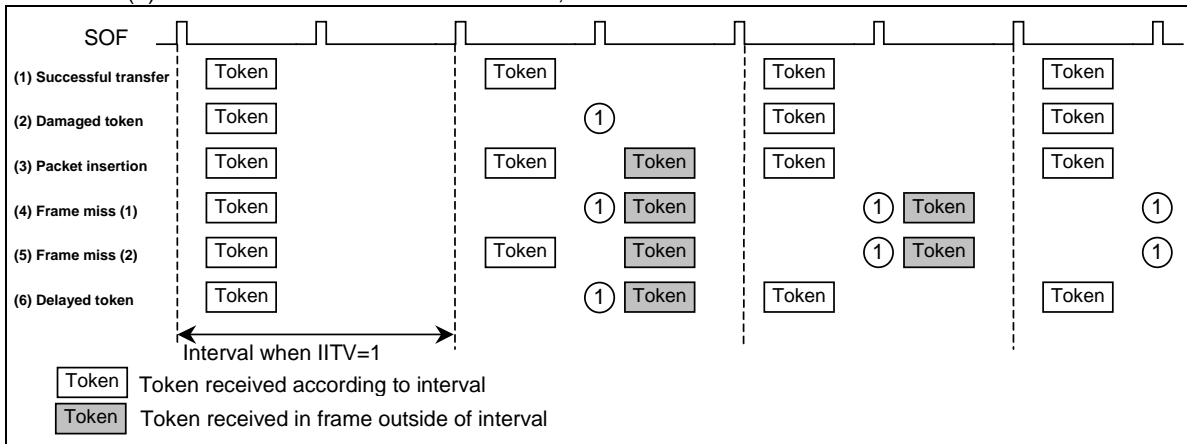 SOF
(1) Successful transfer Token Token Token Token
(2) Damaged token Token 1 Token Token
(3) Packet insertion Token Token Token Token Token
(4) Frame miss (1) Token 1 Token 1 Token 1
(5) Frame miss (2) Token Token Token 1 Token 1
(6) Delayed token Token 1 Token Token Token
Interval when IITV=1
Token Token received according to interval
Token Token received in frame outside of interval